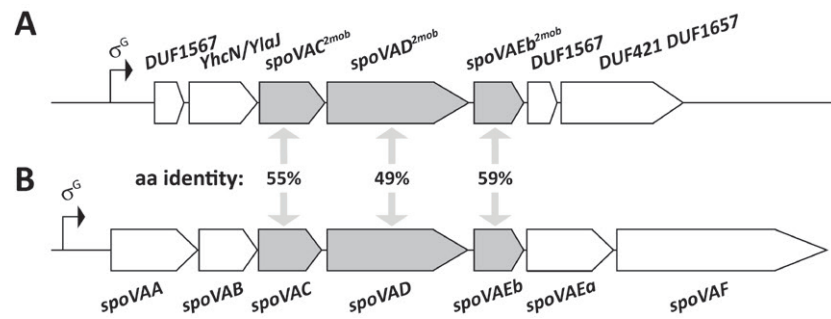 A
σG DUF1567 YhcN/YlaJ spoVAC2mob spoVAD2mob spoVAEb2mob DUF1567 DUF421 DUF1657
aa identity: 55% 49% 59%
B
σG
spoVAA spoVAB spoVAC spoVAD spoVAEb spoVAEa spoVAF